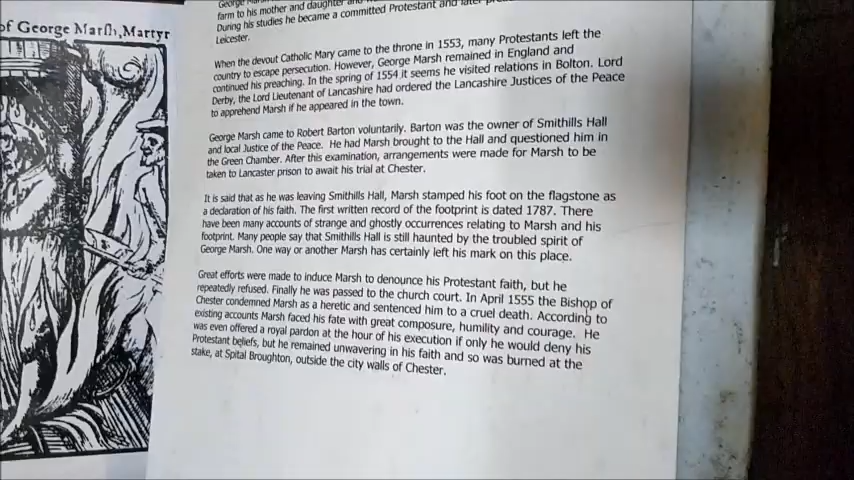 of George Marsh, Martyr
George
farm to his mother and daughter and
During his studies he became a committed Protestant and later
Leicester.
When the devout Catholic Mary came to the throne in 1553, many Protestants left the
country to escape persecution. However, George Marsh remained in England and
continued his preaching. In the spring of 1554 it seems he visited relations in Bolton. Lord
Derby, the Lord Lieutenant of Lancashire had ordered the Lancashire Justices of the Peace
to apprehend Marsh if he appeared in the town.
George Marsh came to Robert Barton voluntarily. Barton was the owner of Smithills Hall
and local Justice of the Peace. He had Marsh brought to the Hall and questioned him in
the Green Chamber. After this examination, arrangements were made for Marsh to be
taken to Lancaster prison to await his trial at Chester.
It is said that as he was leaving Smithills Hall, Marsh stamped his foot on the flagstone as
a declaration of his faith. The first written record of the footprint is dated 1787. There
have been many accounts of strange and ghostly occurrences relating to Marsh and his
footprint. Many people say that Smithills Hall is still haunted by the troubled spirit of
George Marsh. One way or another Marsh has certainly left his mark on this place.
Great efforts were made to induce Marsh to denounce his Protestant faith, but he
repeatedly refused. Finally he was passed to the church court. In April 1555 the Bishop of
Chester condemned Marsh as a heretic and sentenced him to a cruel death. According to
existing accounts Marsh faced his fate with great composure, humility and courage. He
was even offered a royal pardon at the hour of his execution if only he would deny his
Protestant beliefs, but he remained unwavering in his faith and so was burned at the
stake, at Spital Broughton, outside the city walls of Chester.